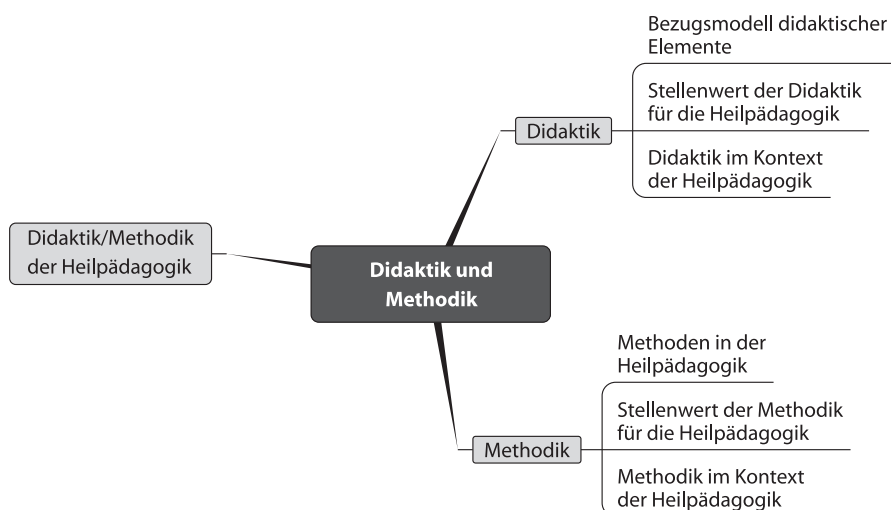 Bezugsmodell didaktischer
Elemente
Stellenwert der Didaktik
für die Heilpädagogik
Didaktik
Didaktik im Kontext
der Heilpädagogik
Didaktik/Methodik
der Heilpädagogik
Didaktik und
Methodik
Methoden in der
Heilpädagogik
Stellenwert der Methodik
für die Heilpädagogik
Methodik
Methodik im Kontext
der Heilpädagogik